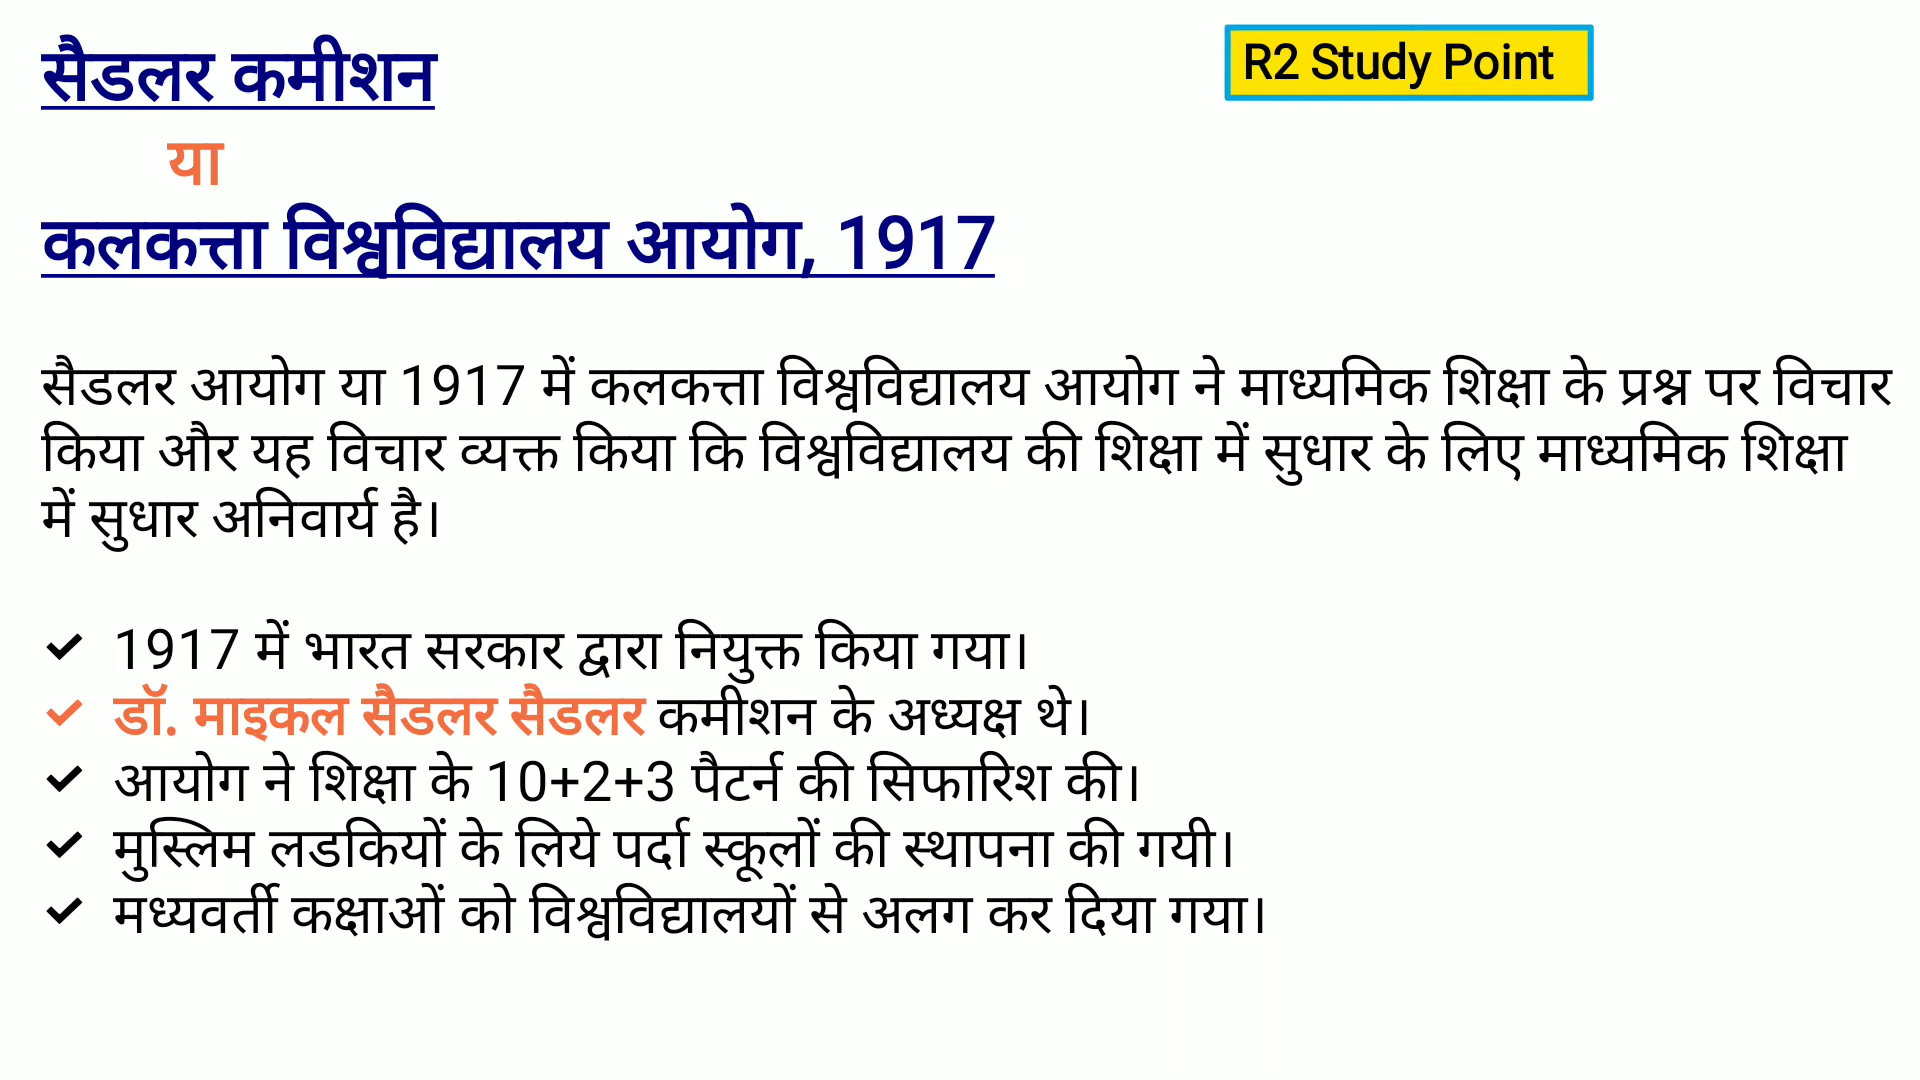 सैडलर कमीशन
R2 Study Point
या
कलकत्ता विश्वविद्यालय आयोग, 1917
सैडलर आयोग या 1917 में कलकत्ता विश्वविद्यालय आयोग ने माध्यमिक शिक्षा के प्रश्न पर विचार
किया और यह विचार व्यक्त किया कि विश्वविद्यालय की शिक्षा में सुधार के लिए माध्यमिक शिक्षा
में सुधार अनिवार्य है।
✓ 1917 में भारत सरकार द्वारा नियुक्त किया गया।
✓ डॉ. माइकल सैडलर सैडलर कमीशन के अध्यक्ष थे।
✓ आयोग ने शिक्षा के 10+2+3 पैटर्न की सिफारिश की।
✓ मुस्लिम लडकियों के लिये पर्दा स्कूलों की स्थापना की गयी।
✓ मध्यवर्ती कक्षाओं को विश्वविद्यालयों से अलग कर दिया गया।